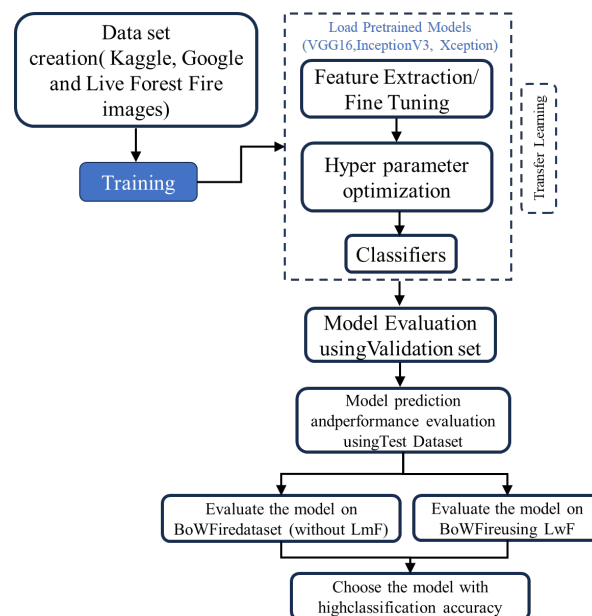 Data set
creation( Kaggle, Google
and Live Forest Fire
images)
Training
Load Pretrained Models
(VGG16,InceptionV3, Xception)
Feature Extraction/
Fine Tuning
Hyper parameter
optimization
Classifiers
Transfer Learning
Model Evaluation
usingValidation set
Model prediction
andperformance evaluation
usingTest Dataset
Evaluate the model on
BoWFiredataset (without LmF)
Evaluate the model on
BoWFireusing LwF
Choose the model with
highclassification accuracy